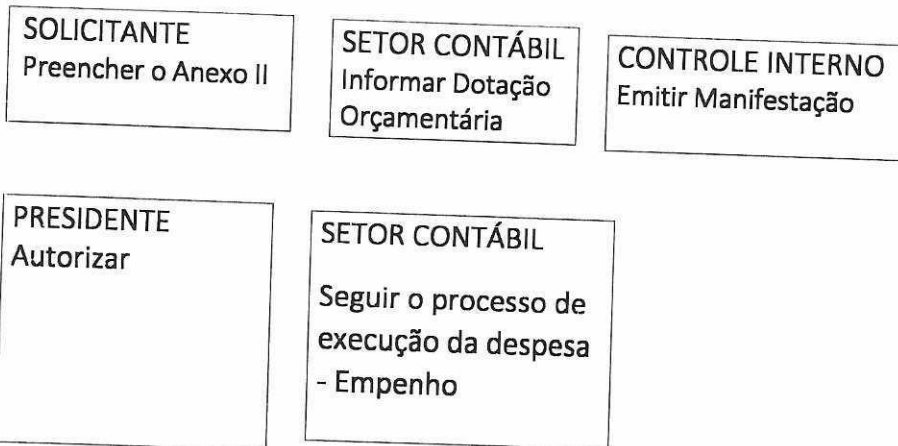 SOLICITANTE
Preencher o Anexo II
SETOR CONTÁBIL
Informar Dotação
Orçamentária
CONTROLE INTERNO
Emitir Manifestação
PRESIDENTE
Autorizar
SETOR CONTÁBIL
Seguir o processo de
execução da despesa
- Empenho